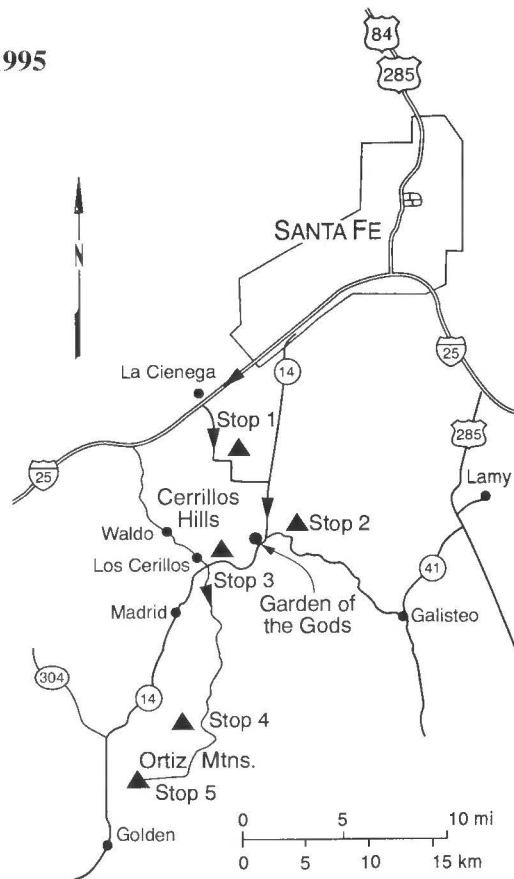 995
84
285
N
SANTA FE
25
14
La Cienega
Stop 1
285
Lamy
25
Cerrillos
Hills
Stop 2
Waldo
Los Cerillos
Stop 3
Garden of
the Gods
41
Madrid
Galisteo
304
14
Stop 4
Ortiz Mtns.
Stop 5
Golden
0 5 10 mi
0 5 10 15 km